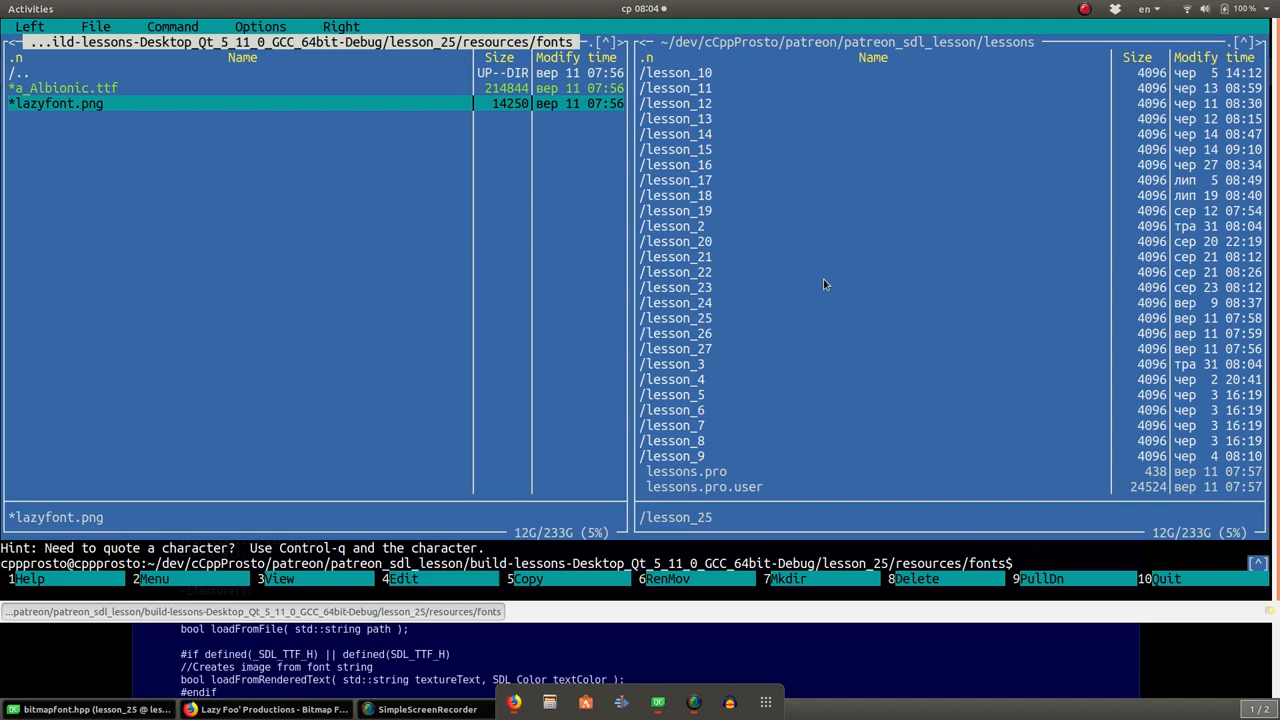 Activities
ср 08:04
en
100 %
Left File Command Options Right
<─ ...ild-lessons-Desktop_Qt_5_11_0_GCC_64bit-Debug/lesson_25/resources/fonts .[^]>
.n Name Size Modify time
/.. UP--DIR вер 11 07:56
*a_Albionic.ttf 214844 вер 11 07:56
*lazyfont.png 14250 вер 11 07:56
*lazyfont.png
12G/233G (5%)
<─ ~/dev/cCppProsto/patreon/patreon_sdl_lesson/lessons .[^]>
.n Name Size Modify time
/lesson_10 4096 чер 5 14:12
/lesson_11 4096 чер 13 08:59
/lesson_12 4096 чер 11 08:30
/lesson_13 4096 чер 12 08:15
/lesson_14 4096 чер 14 08:47
/lesson_15 4096 чер 14 09:10
/lesson_16 4096 чер 27 08:34
/lesson_17 4096 лип 5 08:49
/lesson_18 4096 лип 19 08:40
/lesson_19 4096 сер 12 07:54
/lesson_2 4096 тра 31 08:04
/lesson_20 4096 сер 20 22:19
/lesson_21 4096 сер 21 08:12
/lesson_22 4096 сер 21 08:26
/lesson_23 4096 сер 23 08:12
/lesson_24 4096 вер 9 08:37
/lesson_25 4096 вер 11 07:58
/lesson_26 4096 вер 11 07:59
/lesson_27 4096 вер 11 07:56
/lesson_3 4096 тра 31 08:04
/lesson_4 4096 чер 2 20:41
/lesson_5 4096 чер 3 16:19
/lesson_6 4096 чер 3 16:19
/lesson_7 4096 чер 3 16:19
/lesson_8 4096 чер 3 16:19
/lesson_9 4096 чер 4 08:10
lessons.pro 438 вер 11 07:57
lessons.pro.user 24524 вер 11 07:57
/lesson_25
12G/233G (5%)
Hint: Need to quote a character? Use Control-q and the character.
cppprosto@cppprosto:~/dev/cCppProsto/patreon/patreon_sdl_lesson/build-lessons-Desktop_Qt_5_11_0_GCC_64bit-Debug/lesson_25/resources/fonts$ [^]
1Help 2Menu 3View 4Edit 5Copy 6RenMov 7Mkdir 8Delete 9PullDn 10Quit
...patreon/patreon_sdl_lesson/build-lessons-Desktop_Qt_5_11_0_GCC_64bit-Debug/lesson_25/resources/fonts
bool loadFromFile( std::string path );
#if defined(_SDL_TTF_H) || defined(SDL_TTF_H)
//Creates image from font string
bool loadFromRenderedText( std::string textureText, SDL_Color textColor );
#endif
bitmapfont.hpp (lesson_25 @ les...
Lazy Foo' Productions - Bitmap F...
SimpleScreenRecorder
1 / 2